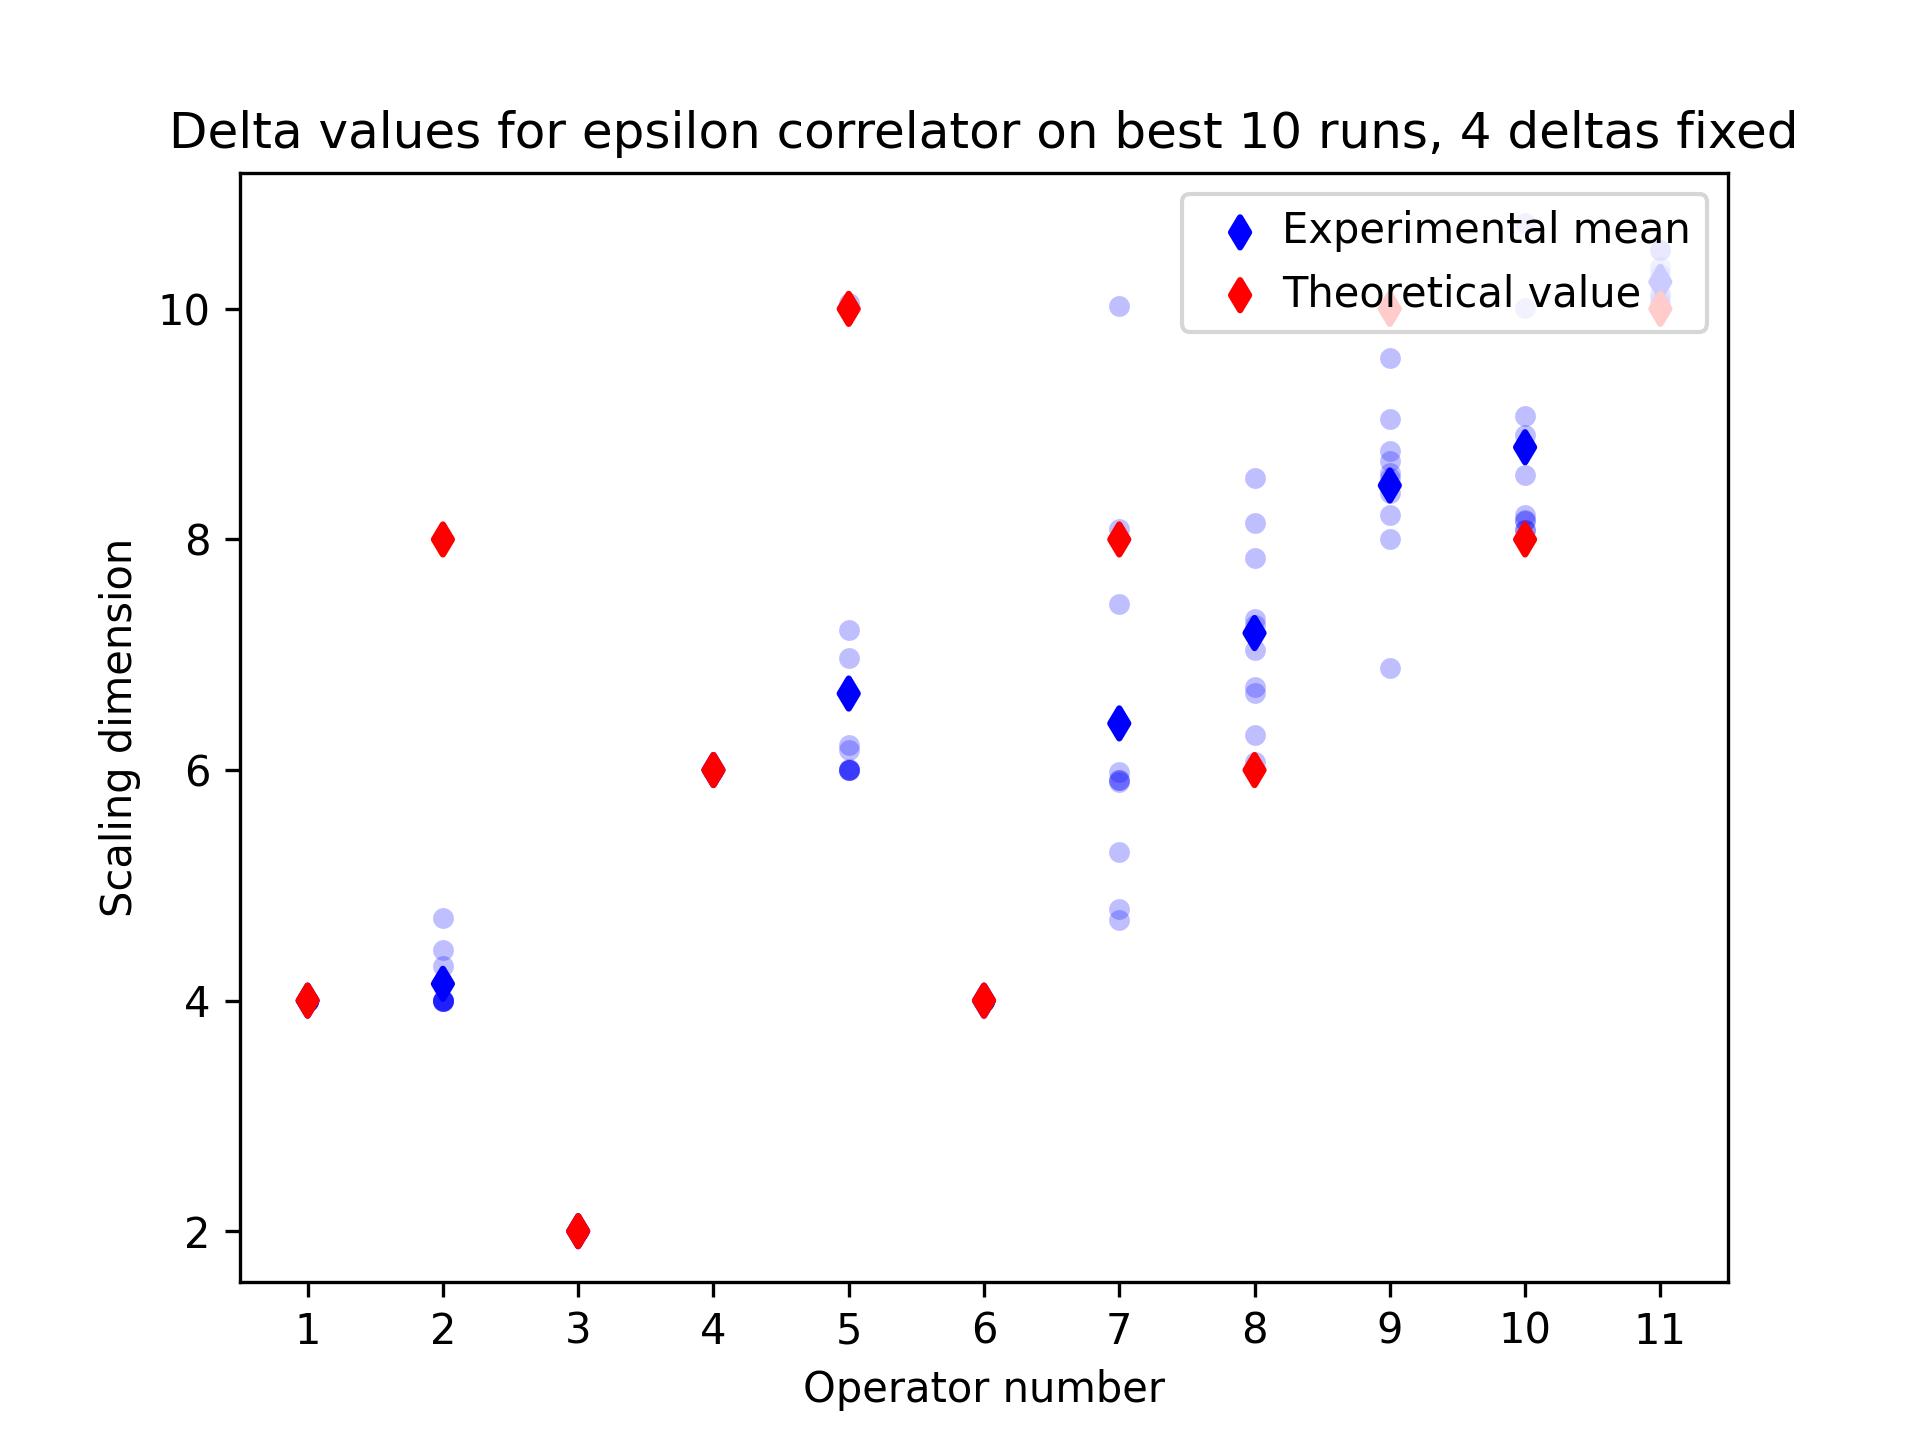 Delta values for epsilon correlator on best 10 runs, 4 deltas fixed
Experimental mean
Theoretical value
10
8
6
4
2
Scaling dimension
1 2 3 4 5 6 7 8 9 10 11
Operator number